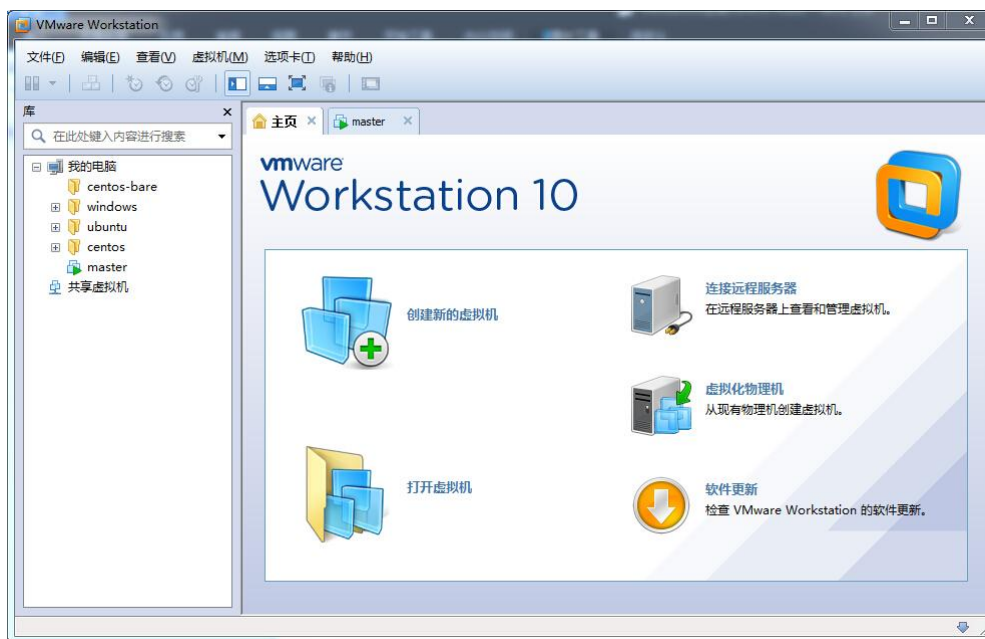 VMware Workstation
文件(F) 编辑(E) 查看(V) 虚拟机(M) 选项卡(T) 帮助(H)
库
在此处键入内容进行搜索
我的电脑
centos-bare
windows
ubuntu
centos
master
共享虚拟机
主页
master
vmware
Workstation 10
创建新的虚拟机
连接远程服务器
在远程服务器上查看和管理虚拟机。
虚拟化物理机
从现有物理机创建虚拟机。
打开虚拟机
软件更新
检查 VMware Workstation 的软件更新。